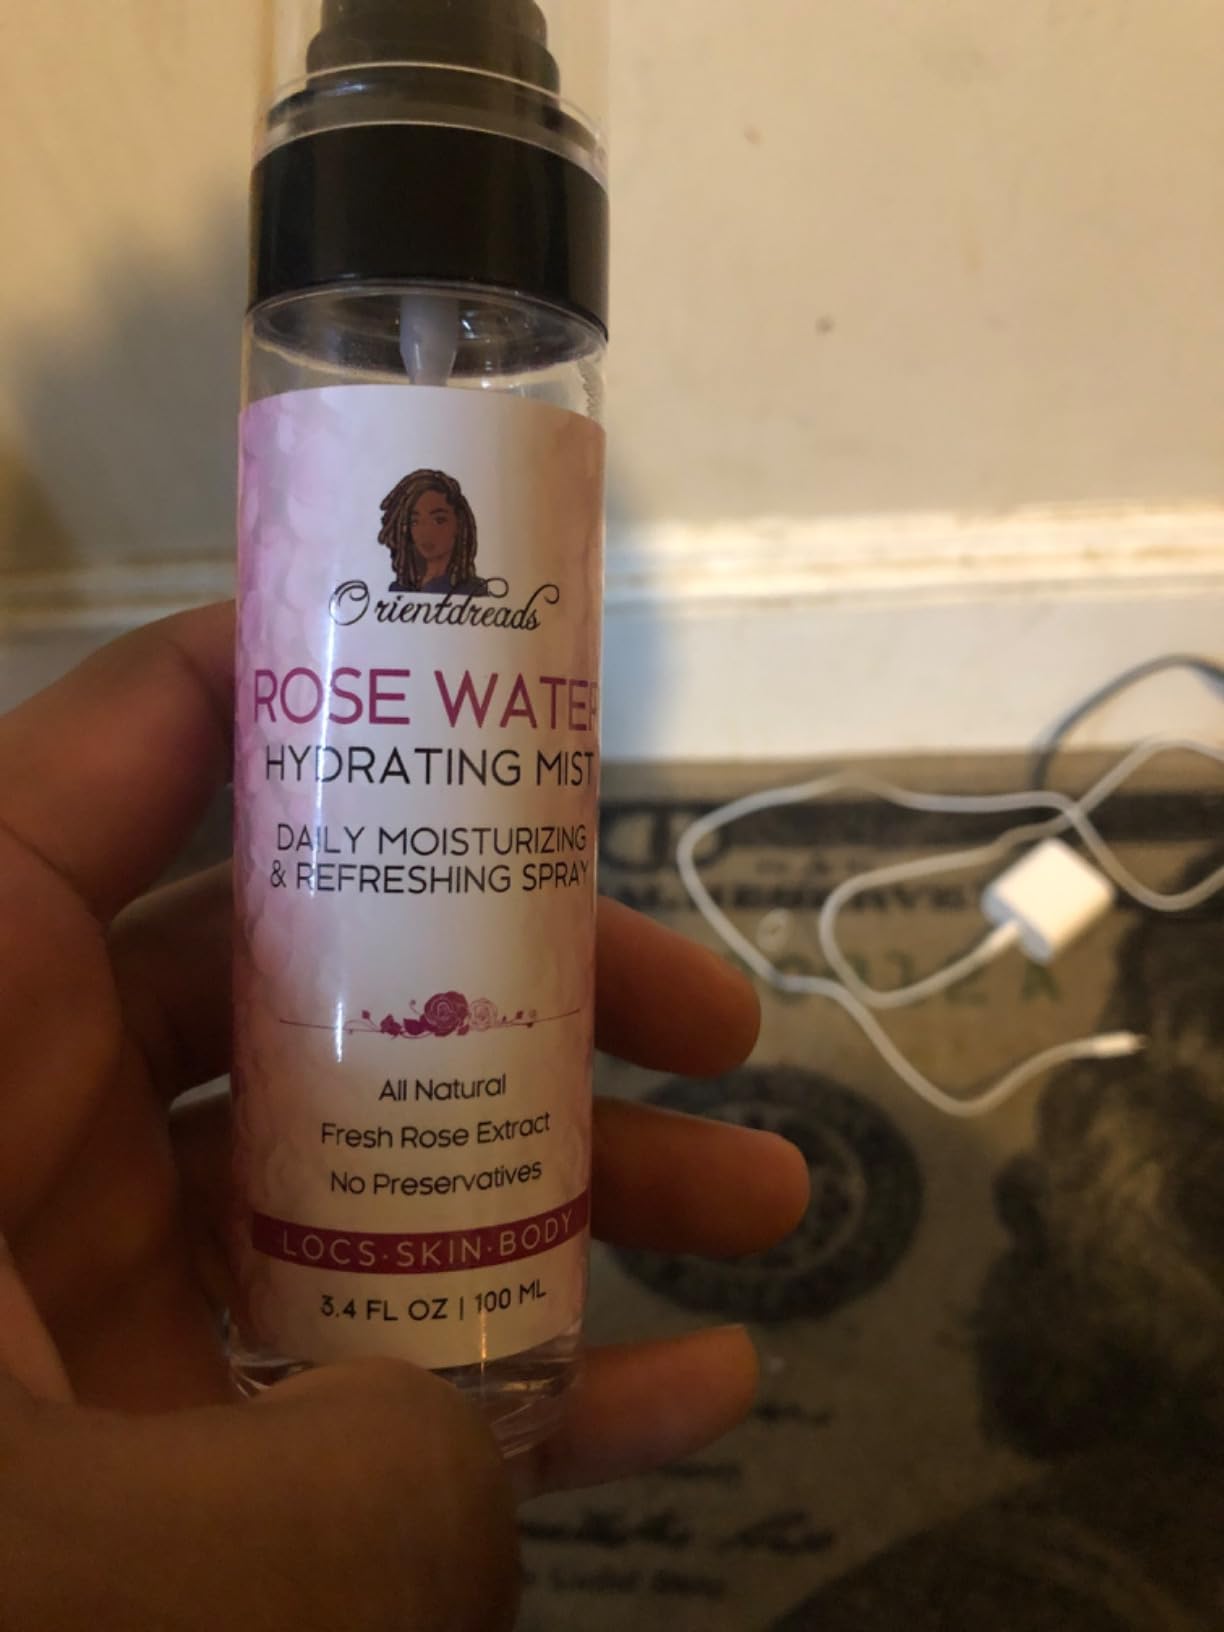 Orientdreads
ROSE WATER
HYDRATING MIST
DAILY MOISTURIZING
& REFRESHING SPRAY
All Natural
Fresh Rose Extract
No Preservatives
LOCS·SKIN·BODY
3.4 FL OZ | 100 ML